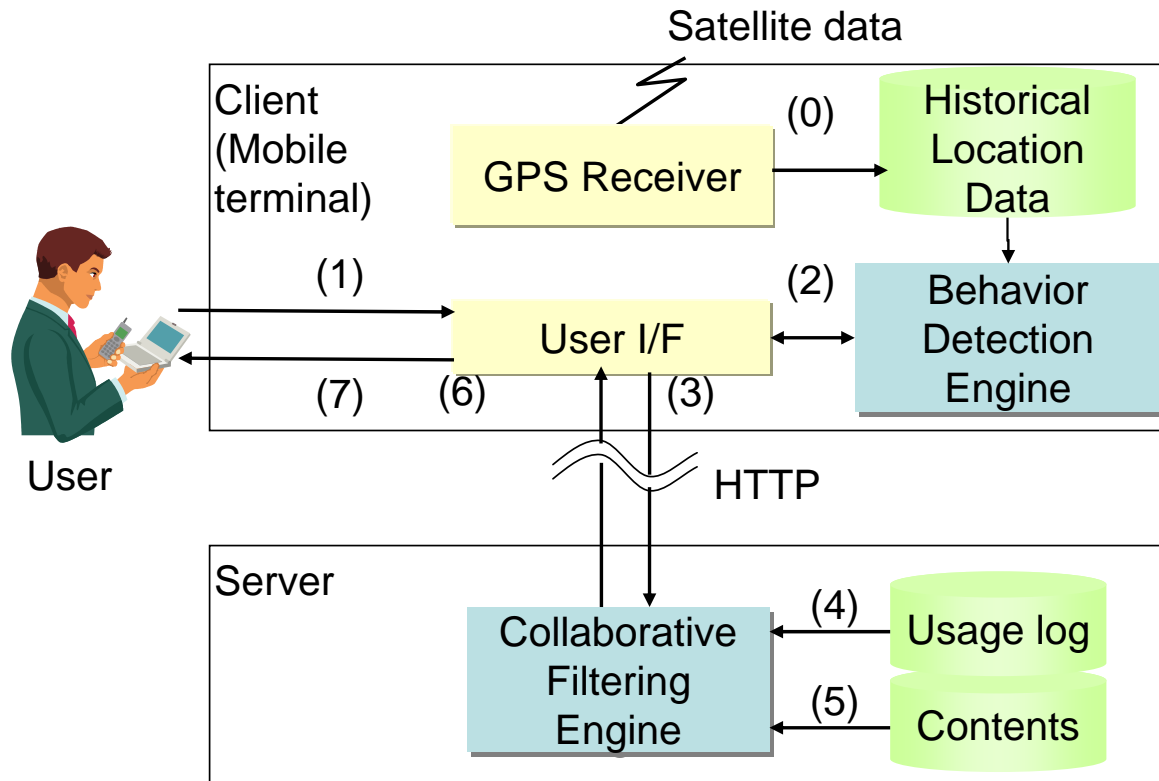 Satellite data
Client
(Mobile
terminal)
(0)
Historical
Location
Data
GPS Receiver
(1)
(2)
Behavior
Detection
Engine
User I/F
(7)
(6)
(3)
User
HTTP
Server
(4)
Usage log
Collaborative
Filtering
Engine
(5)
Contents